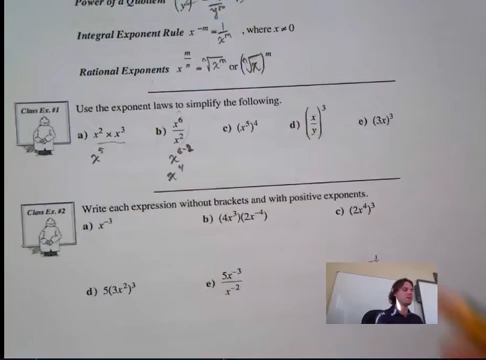 Power of a Quotient
Integral Exponent Rule x^{-m} = 1/x^m , where x ≠ 0
Rational Exponents x^{m/n} = ⁿ√x^m or (ⁿ√x)^m
Class Ex. #1
Use the exponent laws to simplify the following.
a) x² × x³ b) x⁶/x² c) (x⁵)⁴ d) (x/y)³ e) (3x)³
x⁵ x^{6-2}
x⁴
Class Ex. #2
Write each expression without brackets and with positive exponents.
a) x⁻³ b) (4x³)(2x⁻⁴) c) (2x⁴)³
d) 5(3x²)³ e) 5x⁻³/x⁻²